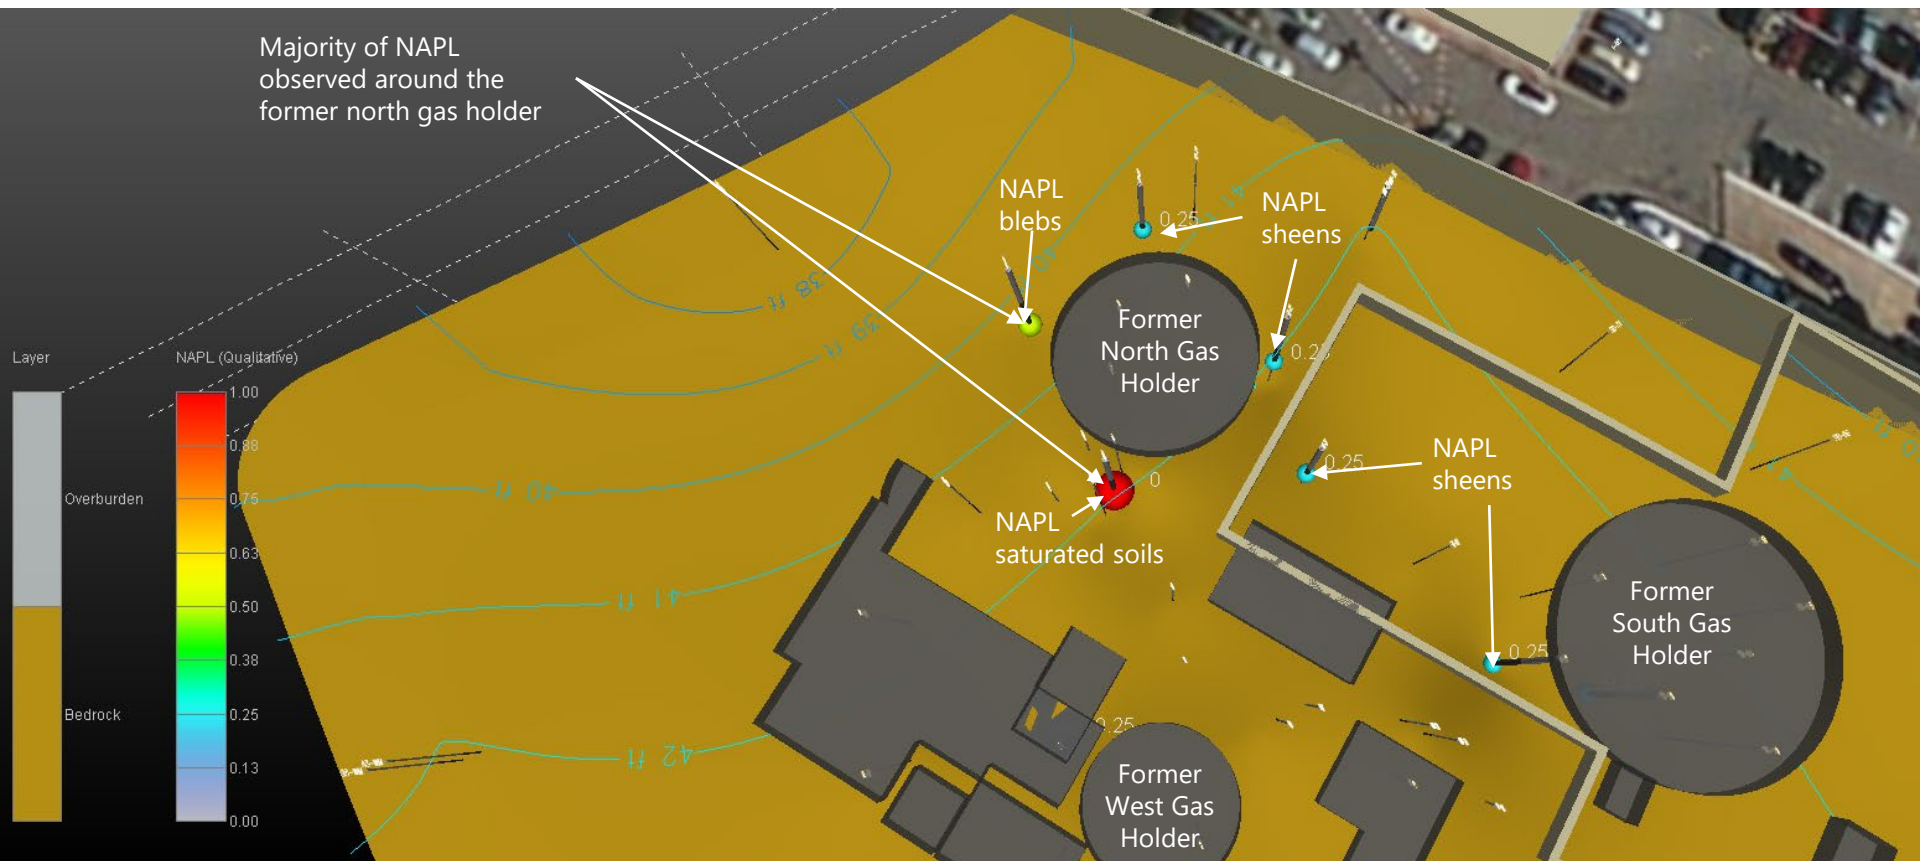 Majority of NAPL
observed around the
former north gas holder
NAPL
blebs
NAPL
sheens
0.25
Former
North Gas
Holder
0.25
38 ft
39 ft
40
41
40 ft
41 ft
42 ft
41
Layer
Overburden
Bedrock
NAPL (Qualitative)
1.00
0.88
0.75
0.63
0.50
0.38
0.25
0.13
0.00
NAPL
saturated soils
0
NAPL
sheens
0.25
0.25
Former
South Gas
Holder
0.25
Former
West Gas
Holder